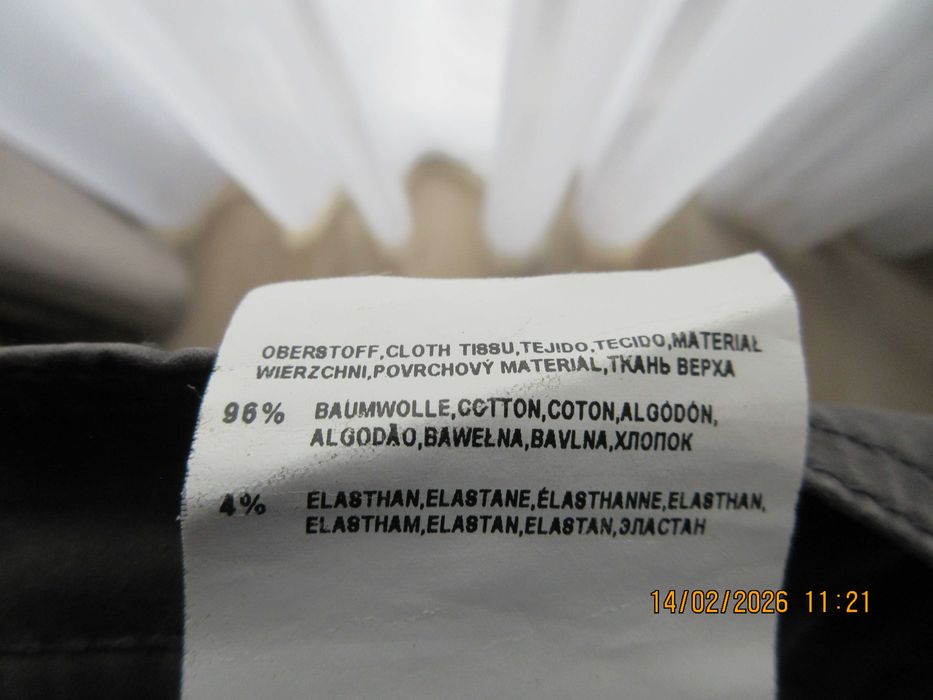 OBERSTOFF,CLOTH TISSU,TEJIDO,TECIDO,MATERIAŁ
WIERZCHNI,POVRCHOVÝ MATERIAL,ТКАНЬ ВЕРХА
96% BAUMWOLLE,COTTON,COTON,ALGODÓN,
ALGODÃO,BAWEŁNA,BAVLNA,ХЛОПОК
4% ELASTHAN,ELASTANE,ÉLASTHANNE,ELASTHAN,
ELASTHAM,ELASTAN,ELASTAN,ЭЛАСТАН
14/02/2026 11:21